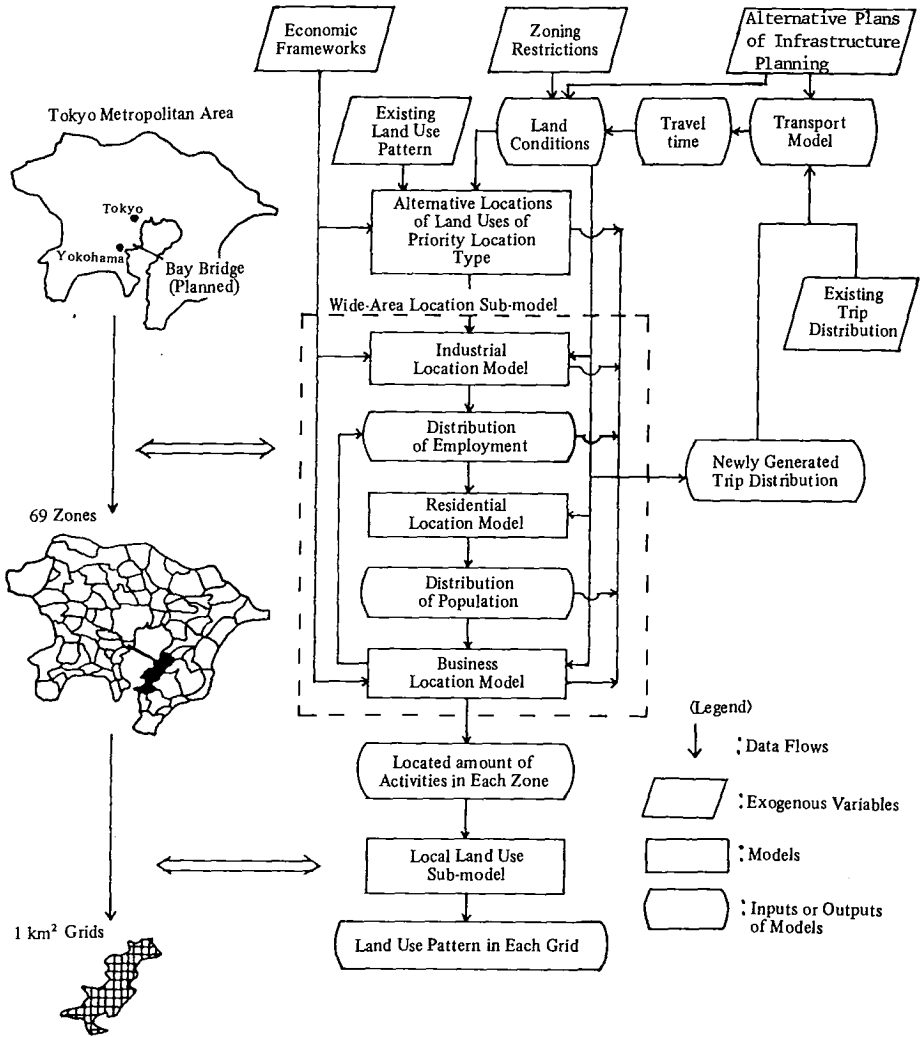 Economic
Frameworks
Zoning
Restrictions
Alternative Plans
of Infrastructure
Planning
Tokyo Metropolitan Area
Existing
Land Use
Pattern
Land
Conditions
Travel
time
Transport
Model
Tokyo
Yokohama
Bay Bridge
(Planned)
Alternative Locations
of Land Uses of
Priority Location
Type
Existing
Trip
Distribution
Wide-Area Location Sub-model
Industrial
Location Model
Distribution
of Employment
Newly Generated
Trip Distribution
69 Zones
Residential
Location Model
Distribution
of Population
Business
Location Model
(Legend)
: Data Flows
Located amount of
Activities in Each Zone
: Exogenous Variables
Local Land Use
Sub-model
: Models
1 km² Grids
Land Use Pattern in Each Grid
: Inputs or Outputs
of Models